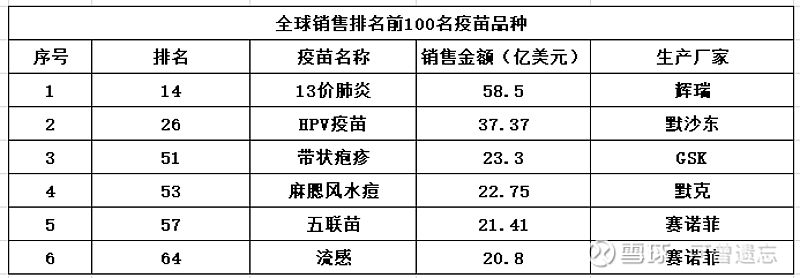 全球销售排名前100名疫苗品种
序号 排名 疫苗名称 销售金额（亿美元） 生产厂家
1 14 13价肺炎 58.5 辉瑞
2 26 HPV疫苗 37.37 默沙东
3 51 带状疱疹 23.3 GSK
4 53 麻腮风水痘 22.75 默克
5 57 五联苗 21.41 赛诺菲
6 64 流感 20.8 赛诺菲
雪球